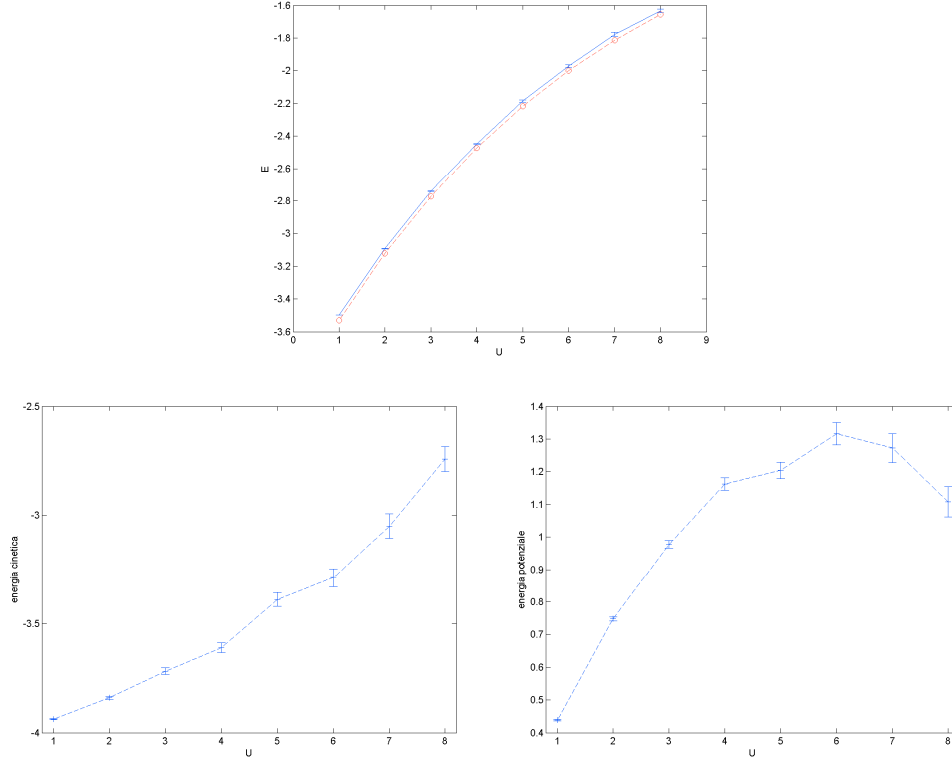 -1.6
-1.8
-2
-2.2
-2.4
-2.6
-2.8
-3
-3.2
-3.4
-3.6
E
0 1 2 3 4 5 6 7 8 9
U
-2.5
-3
-3.5
-4
energia cinetica
1 2 3 4 5 6 7 8
U
1.4
1.3
1.2
1.1
1
0.9
0.8
0.7
0.6
0.5
0.4
energia potenziale
1 2 3 4 5 6 7 8
U